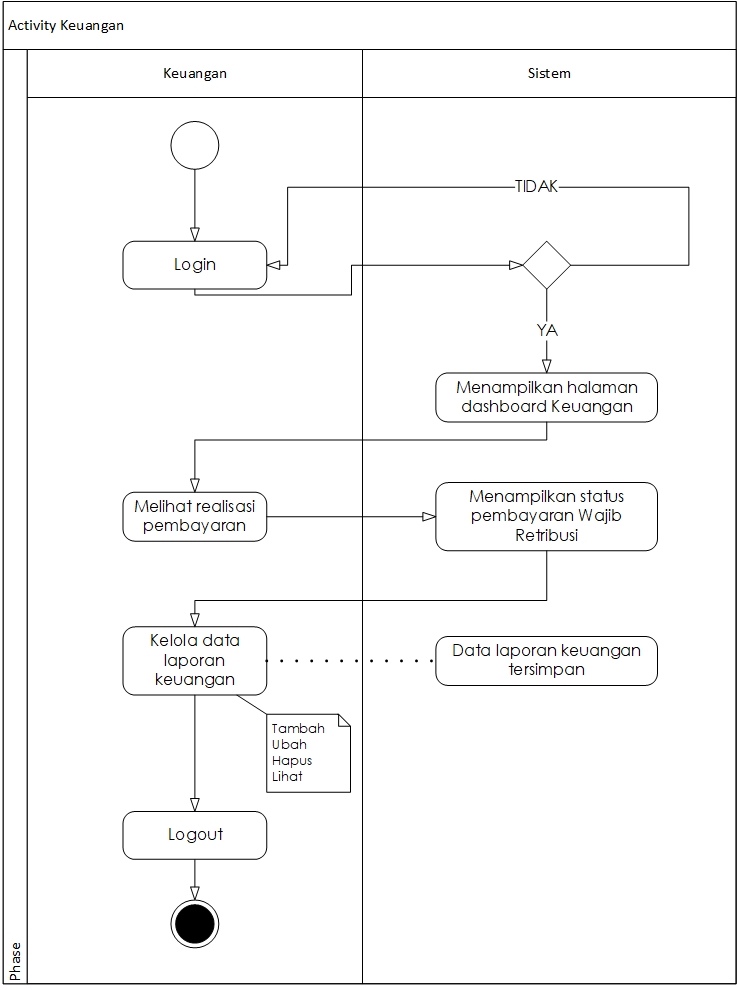 Activity Keuangan
Keuangan
Sistem
TIDAK
Login
YA
Menampilkan halaman
dashboard Keuangan
Melihat realisasi
pembayaran
Menampilkan status
pembayaran Wajib
Retribusi
Kelola data
laporan
keuangan
Data laporan keuangan
tersimpan
Tambah
Ubah
Hapus
Lihat
Logout
Phase